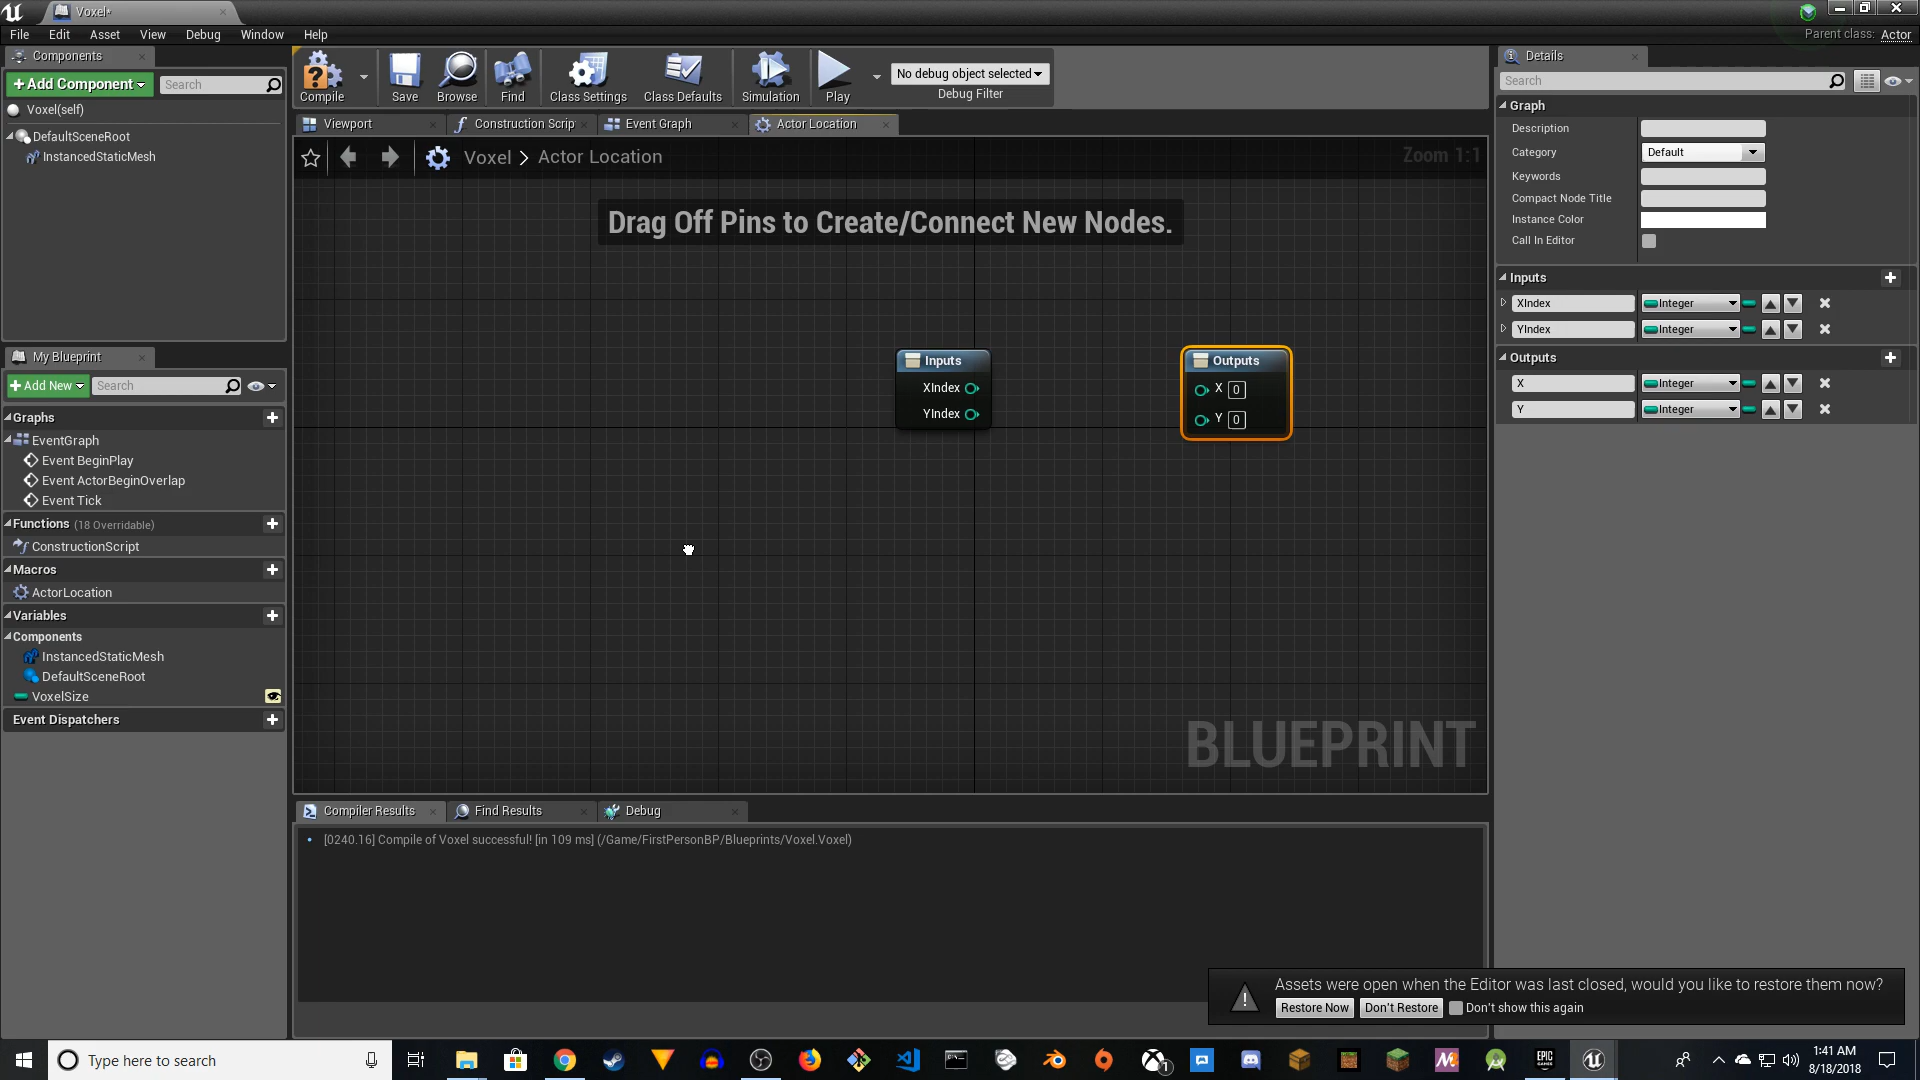 Voxel*
File Edit Asset View Debug Window Help
Parent class: Actor
Components
+Add Component
Search
Voxel(self)
DefaultSceneRoot
InstancedStaticMesh
My Blueprint
+Add New
Search
Graphs
EventGraph
Event BeginPlay
Event ActorBeginOverlap
Event Tick
Functions (18 Overridable)
ConstructionScript
Macros
ActorLocation
Variables
Components
InstancedStaticMesh
DefaultSceneRoot
VoxelSize
Event Dispatchers
Compile Save Browse Find Class Settings Class Defaults Simulation Play
No debug object selected
Debug Filter
Viewport
Construction Scrip
Event Graph
Actor Location
Voxel > Actor Location
Zoom 1:1
Drag Off Pins to Create/Connect New Nodes.
Inputs
XIndex
YIndex
Outputs
X 0
Y 0
BLUEPRINT
Compiler Results
Find Results
Debug
[0240.16] Compile of Voxel successful! [in 109 ms] (/Game/FirstPersonBP/Blueprints/Voxel.Voxel)
Details
Search
Graph
Description
Category Default
Keywords
Compact Node Title
Instance Color
Call In Editor
Inputs
XIndex Integer
YIndex Integer
Outputs
X Integer
Y Integer
Assets were open when the Editor was last closed, would you like to restore them now?
Restore Now Don't Restore Don't show this again
Type here to search
EPIC
GAMES
1:41 AM
8/18/2018